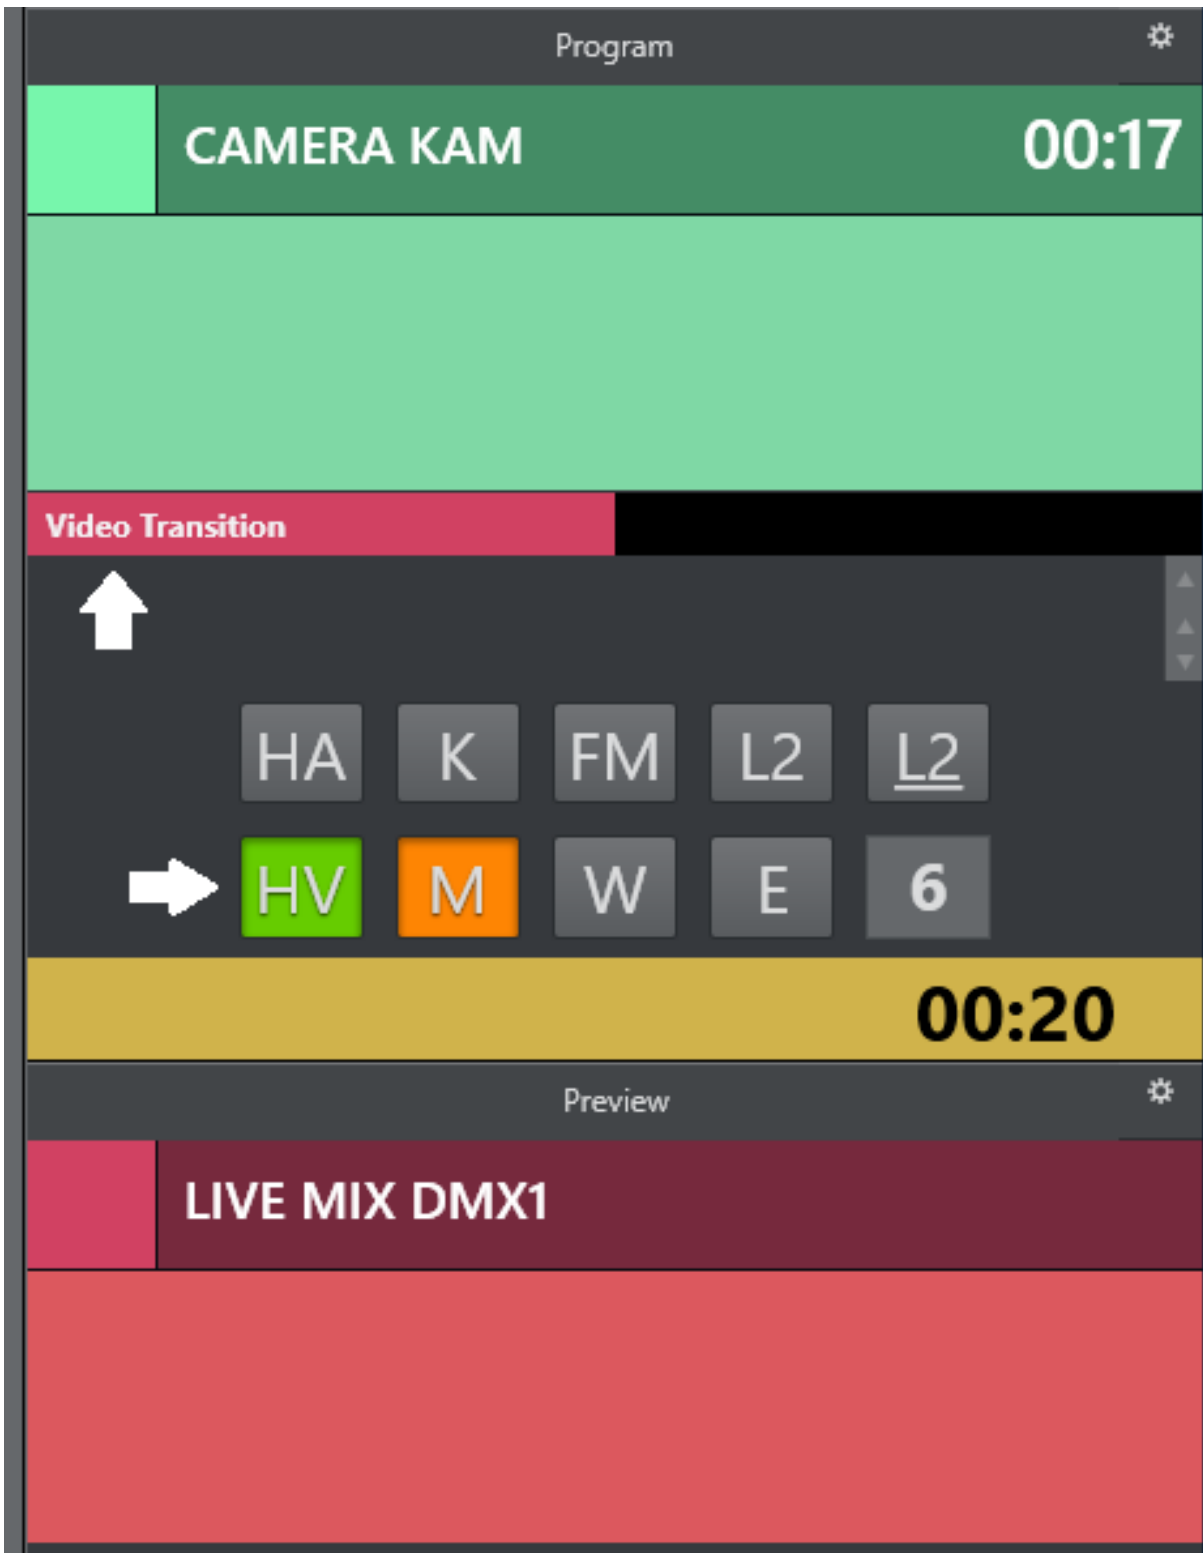 Program
CAMERA KAM 00:17
Video Transition
HA K FM L2 L2
HV M W E 6
00:20
Preview
LIVE MIX DMX1